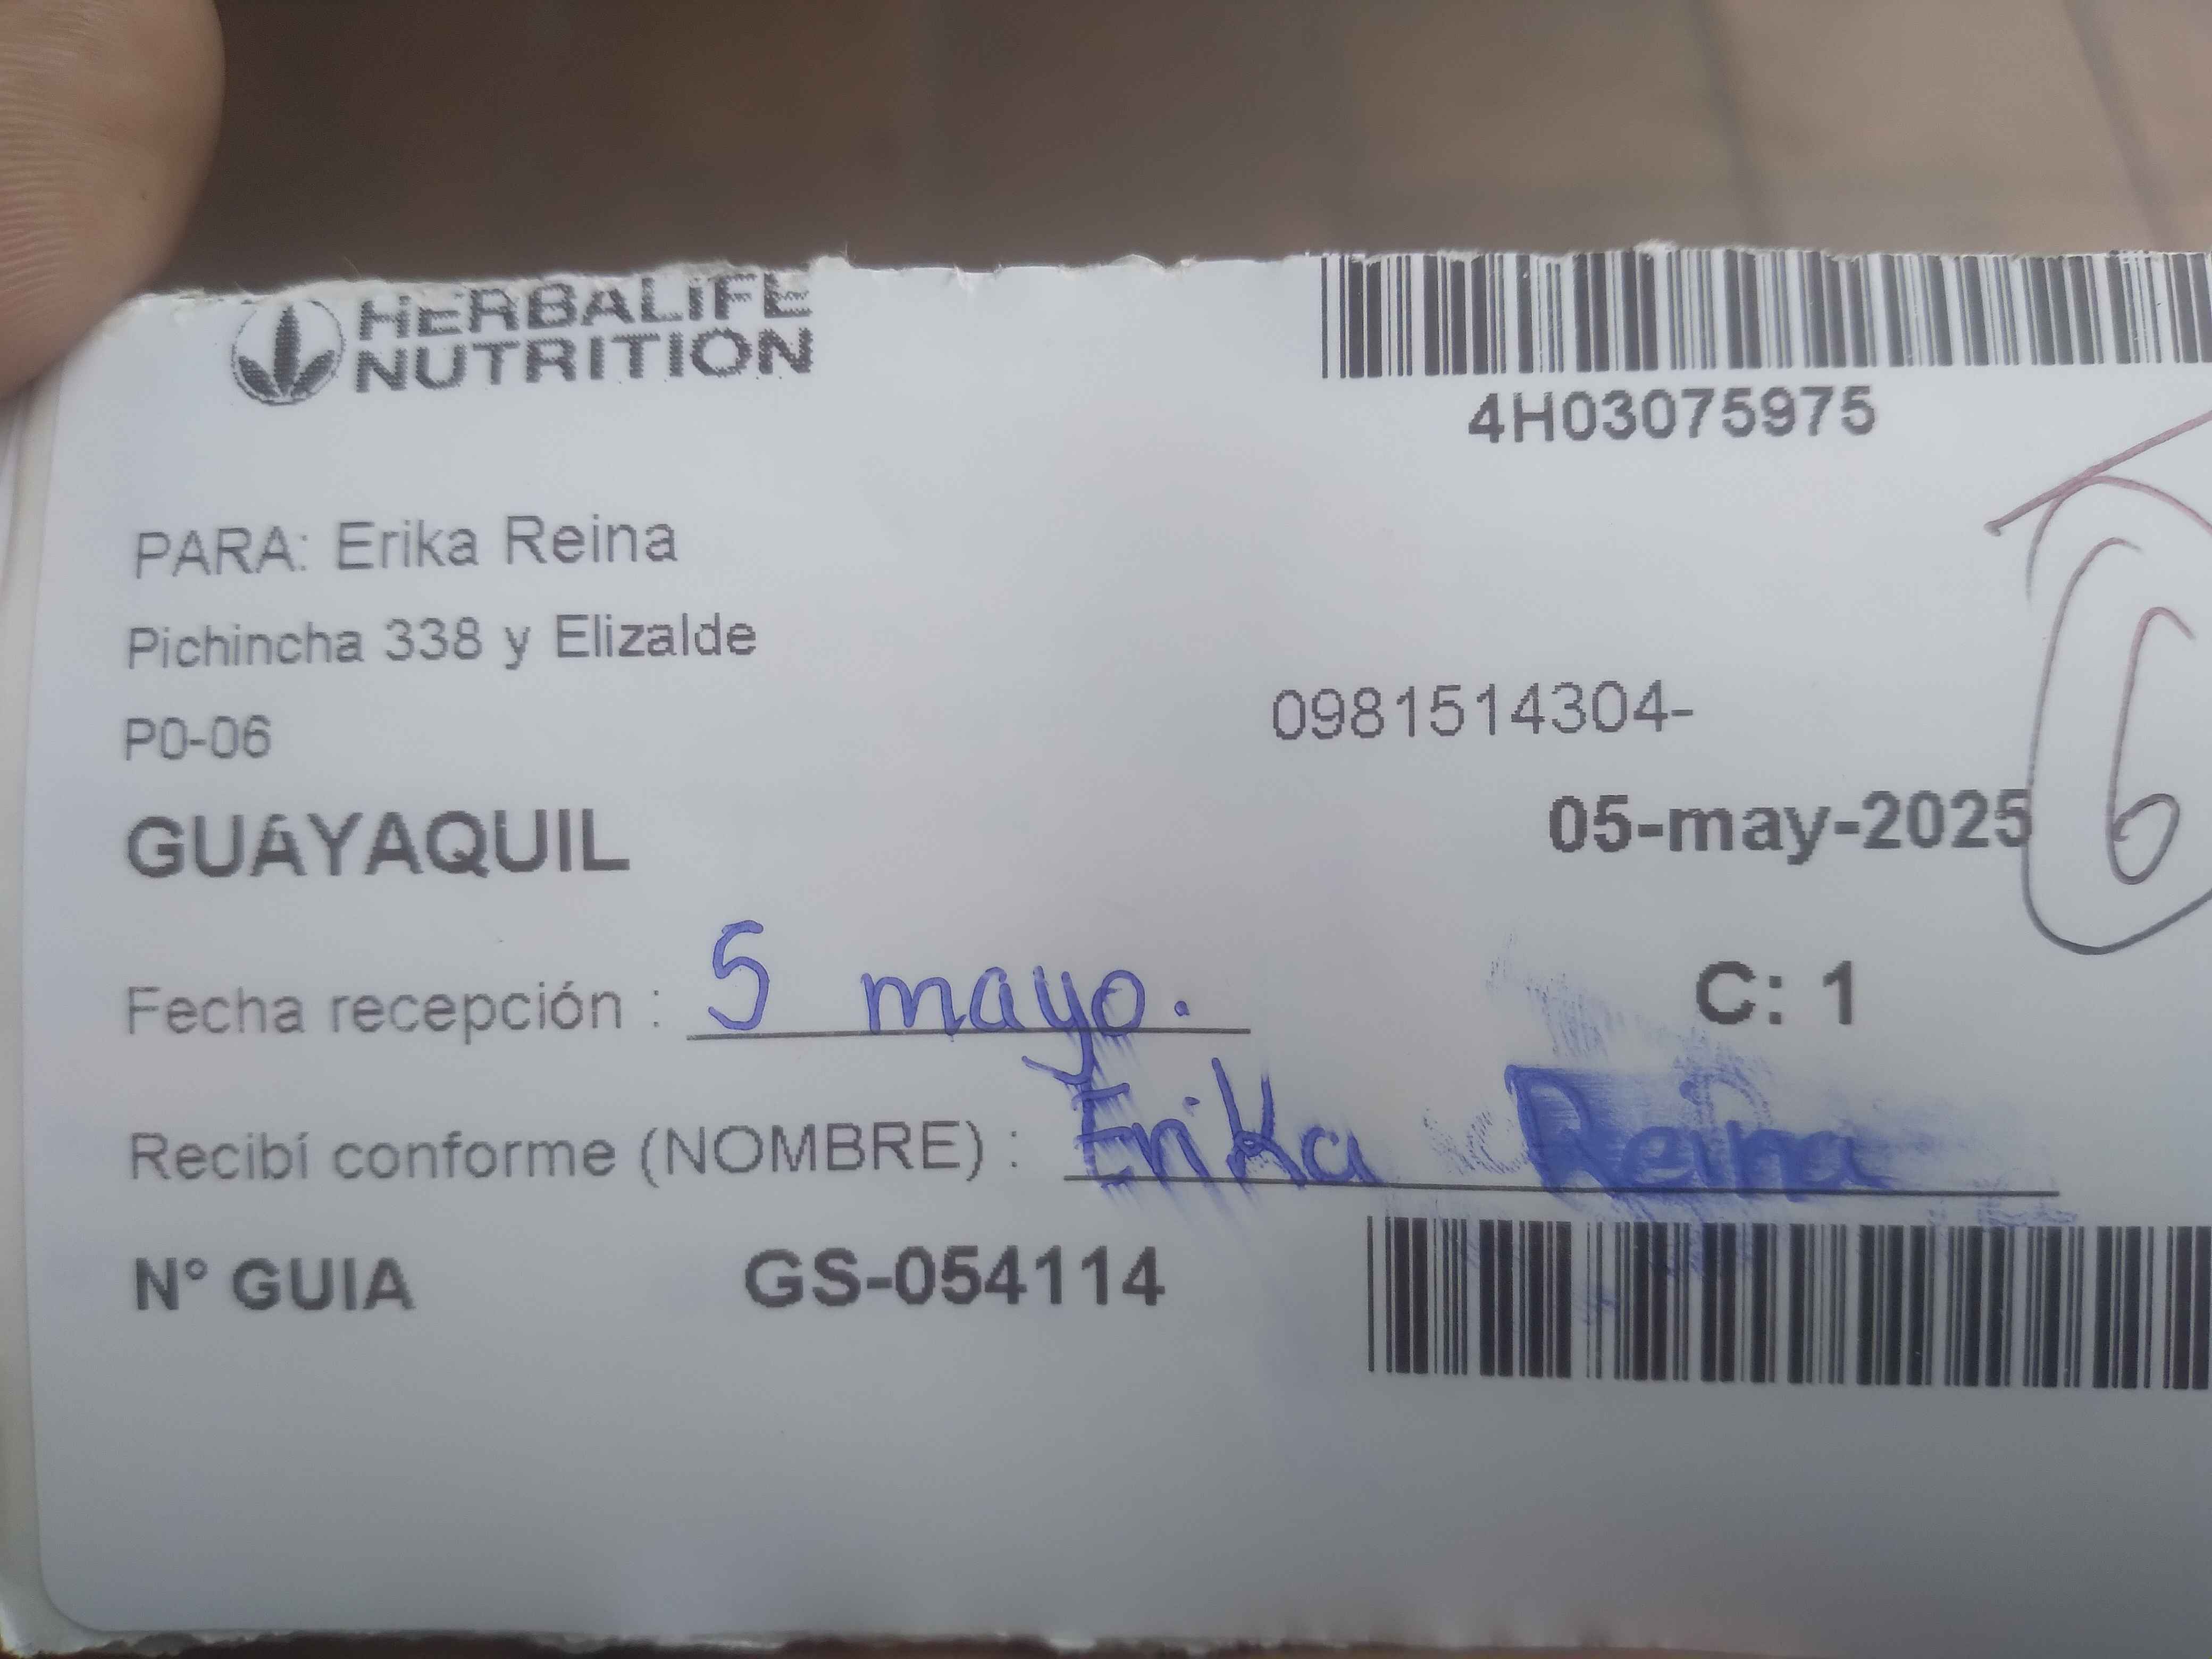 HERBALIFE
NUTRITION
4H03075975
PARA: Erika Reina
Pichincha 338 y Elizalde
P0-06
0981514304-
GUAYAQUIL
05-may-2025
6
Fecha recepción : 5 mayo.
C: 1
Recibí conforme (NOMBRE) : Erika Reina
N° GUIA GS-054114